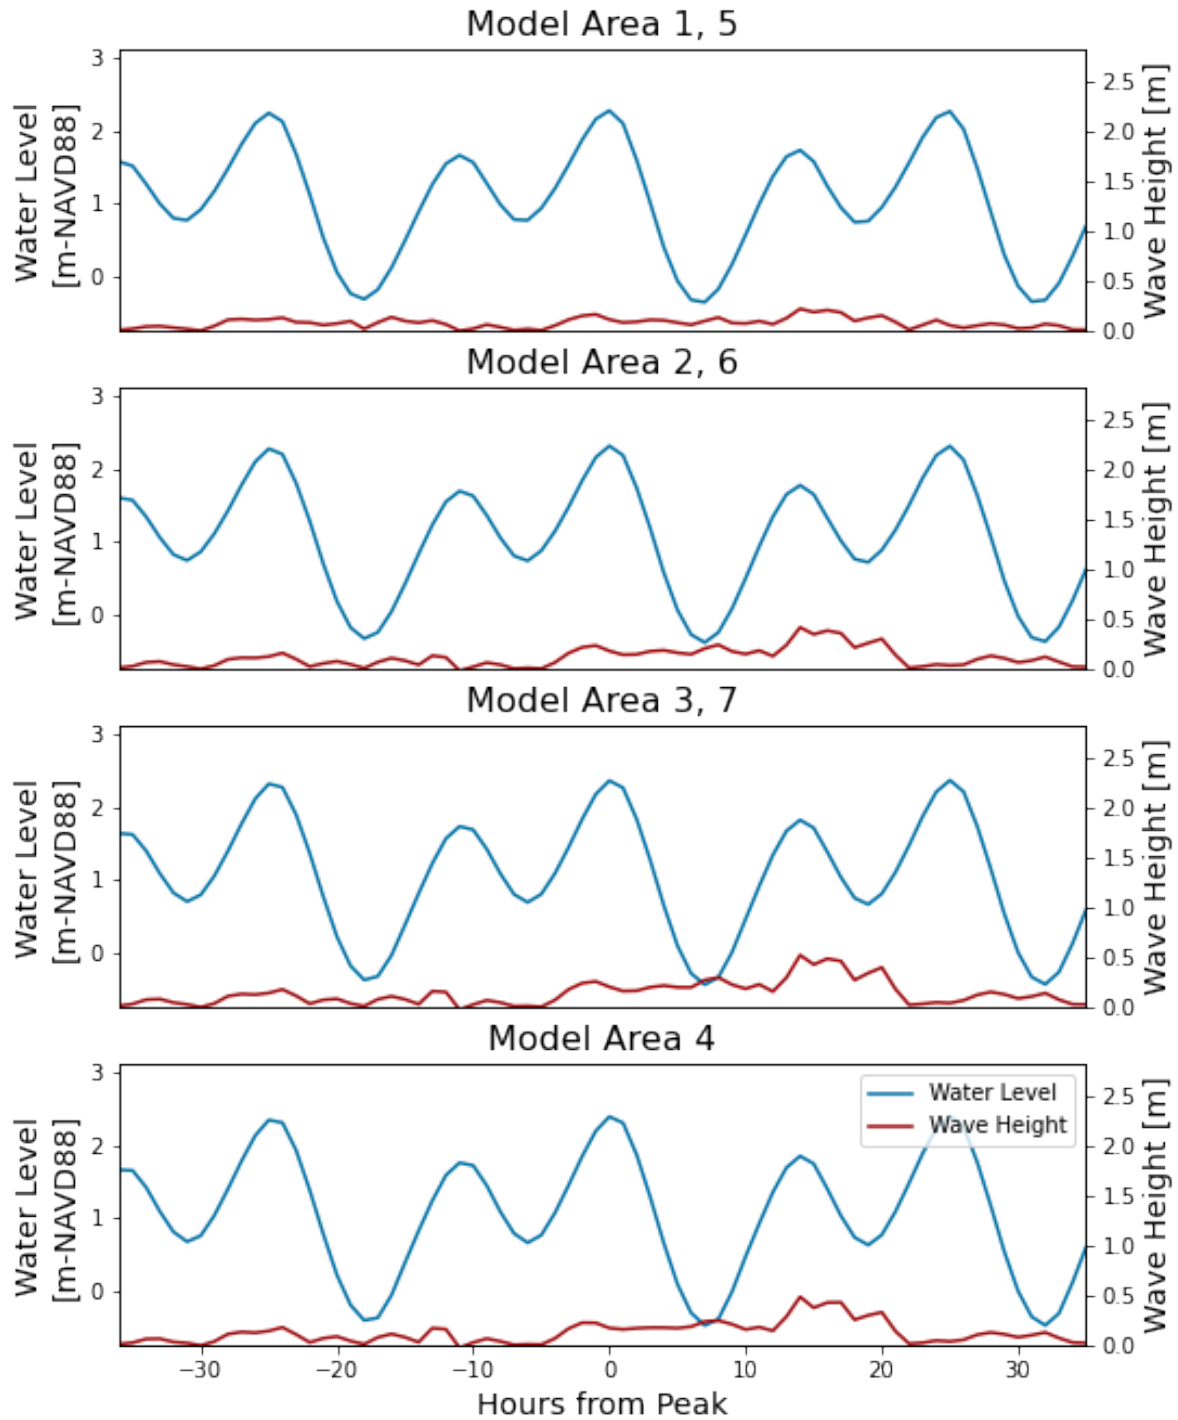 Model Area 1, 5
Water Level
[m-NAVD88]
3
2
1
0
2.5
2.0
1.5
1.0
0.5
0.0
Wave Height [m]
Model Area 2, 6
Water Level
[m-NAVD88]
3
2
1
0
2.5
2.0
1.5
1.0
0.5
0.0
Wave Height [m]
Model Area 3, 7
Water Level
[m-NAVD88]
3
2
1
0
2.5
2.0
1.5
1.0
0.5
0.0
Wave Height [m]
Model Area 4
Water Level
[m-NAVD88]
3
2
1
0
Water Level
Wave Height
2.5
2.0
1.5
1.0
0.5
0.0
Wave Height [m]
−30 −20 −10 0 10 20 30
Hours from Peak